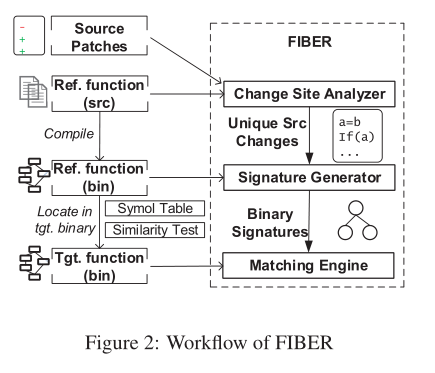 -
+
+
Source
Patches
FIBER
Ref. function
(src)
Change Site Analyzer
Compile
Unique Src
Changes
a=b
If(a)
...
Ref. function
(bin)
Signature Generator
Locate in
tgt. binary
Symol Table
Similarity Test
Binary
Signatures
Tgt. function
(bin)
Matching Engine
Figure 2: Workflow of FIBER